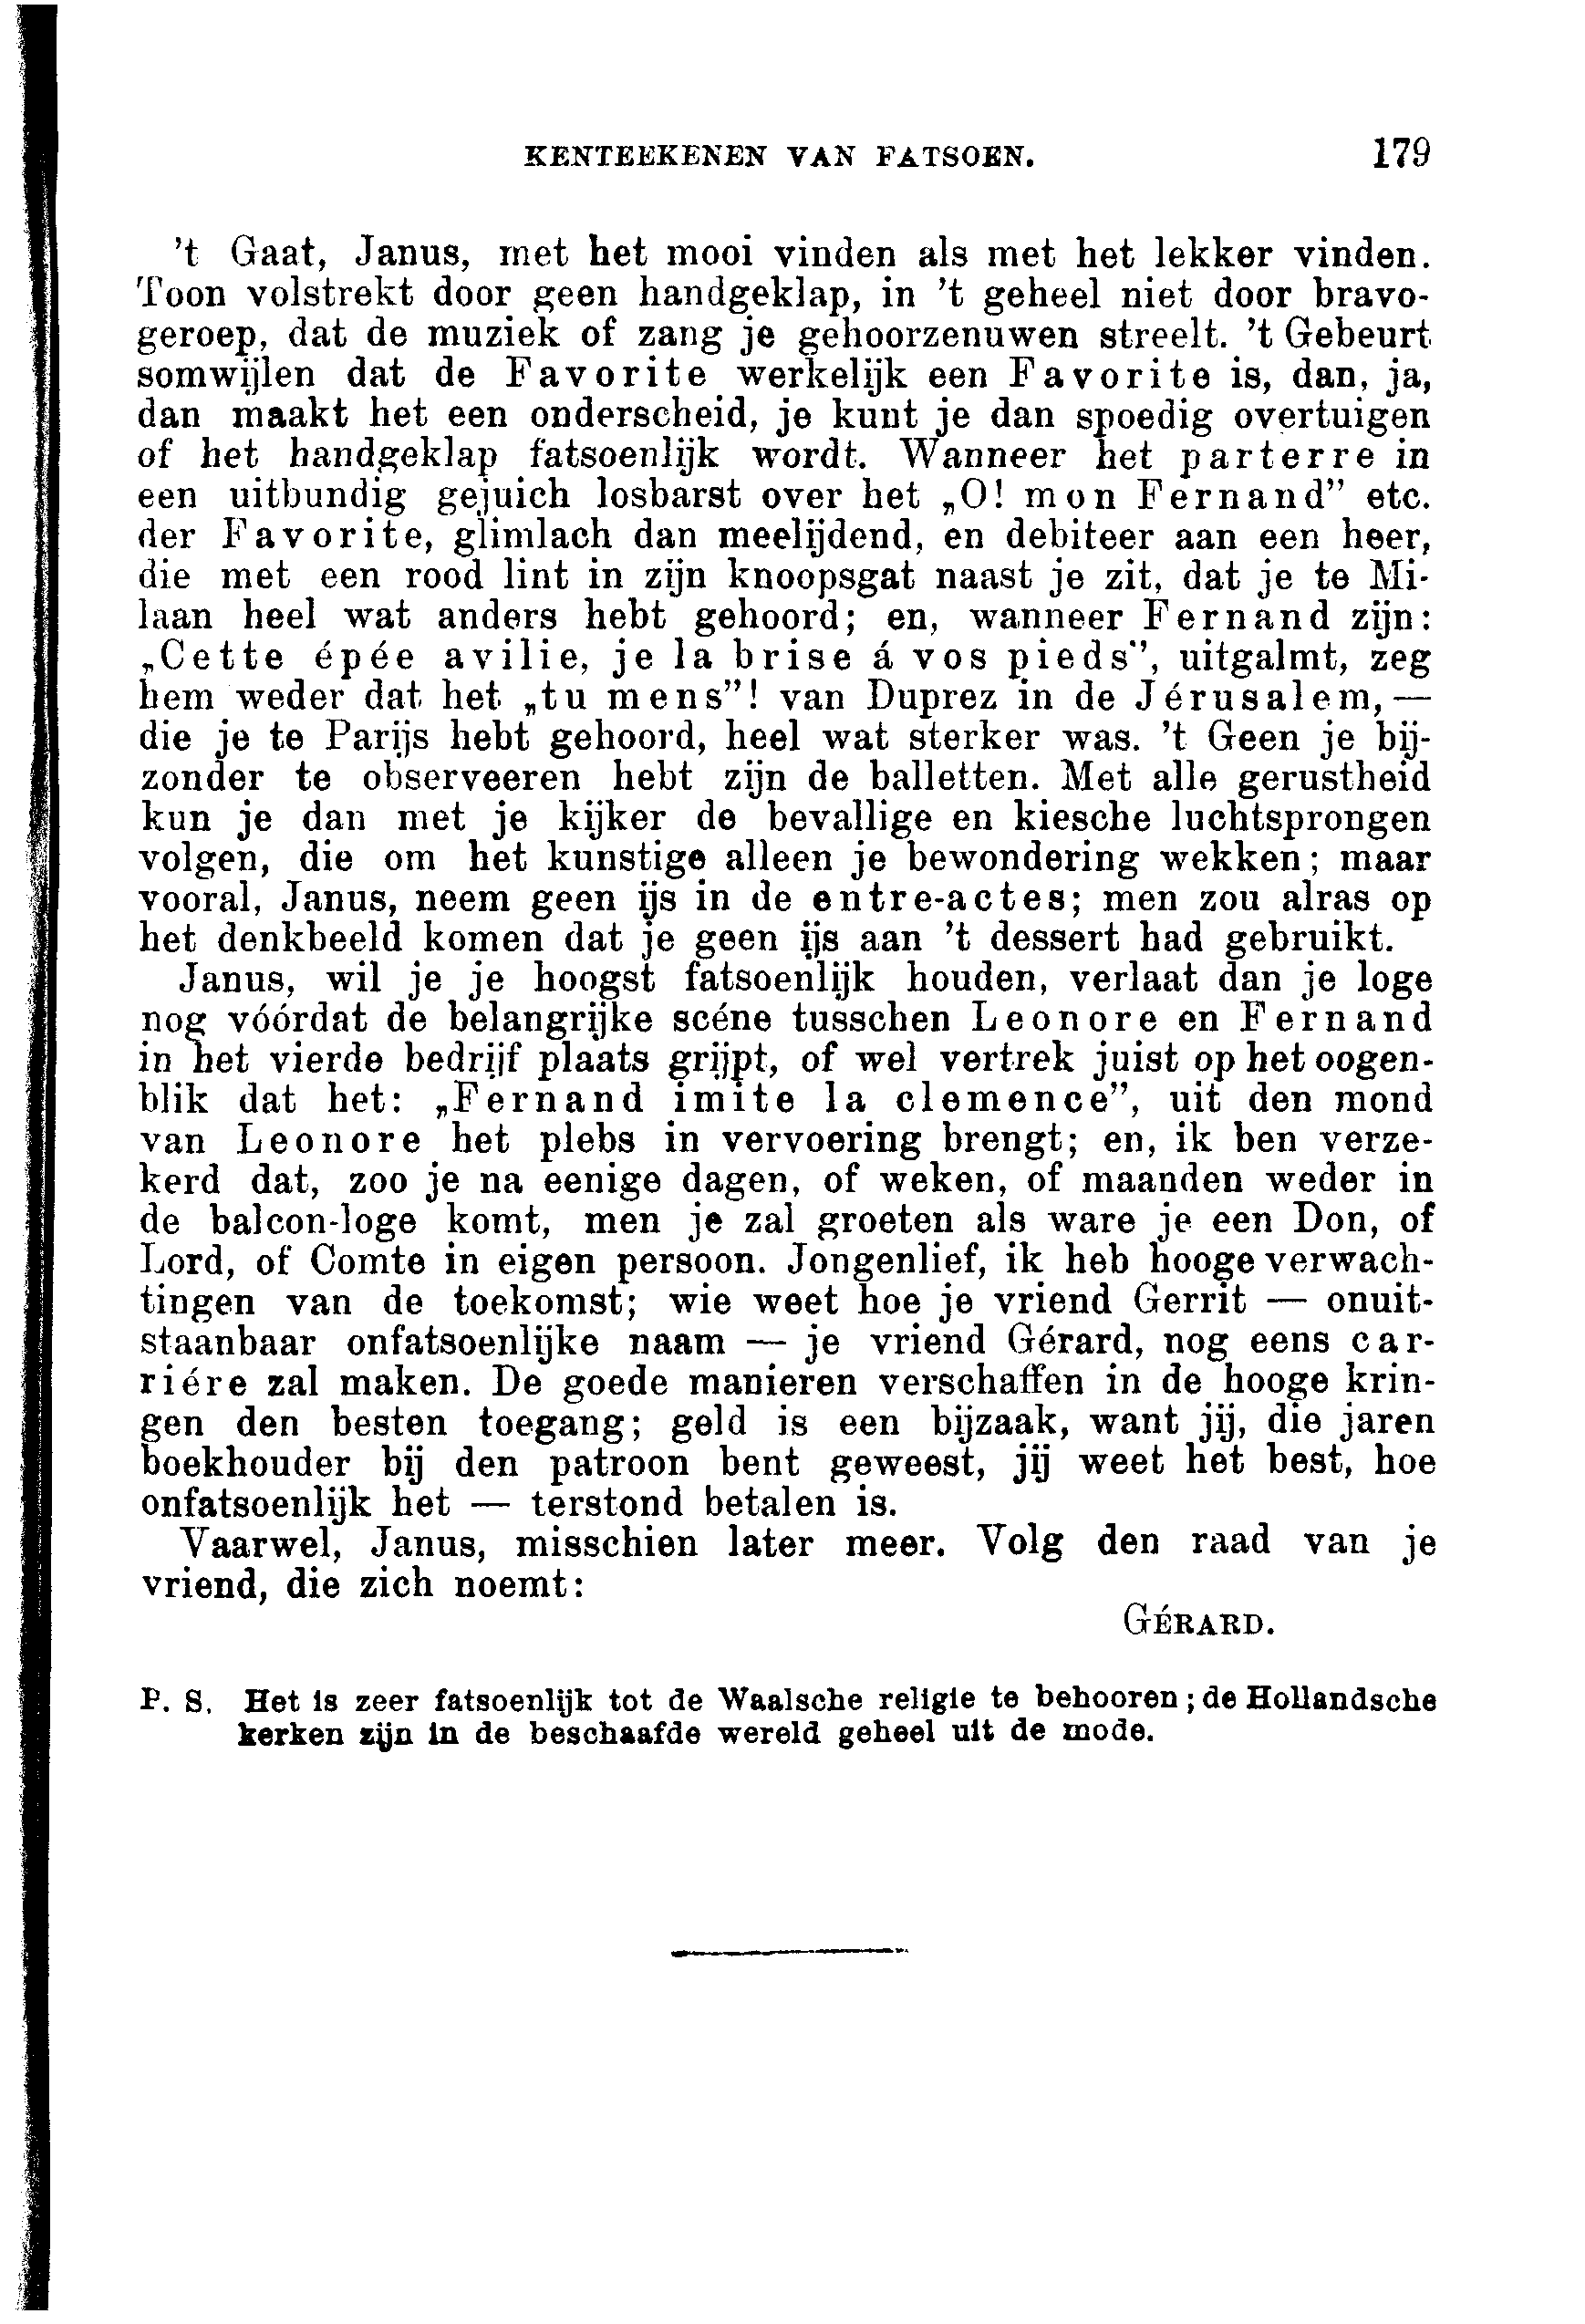 KENTEEKENEN VAN FATSOEN. 179
't Gaat, Janus, met het mooi vinden als met het lekker vinden.
Toon volstrekt door geen handgeklap, in 't geheel niet door bravo-
geroep, dat de muziek of zang je gehoorzenuwen streelt. 't Gebeurt
somwijlen dat de Favorite werkelijk een Favorite is, dan, ja,
dan maakt het een onderscheid, je kunt je dan spoedig overtuigen
of het handgeklap fatsoenlijk wordt. Wanneer het parterre in
een uitbundig gejuich losbarst over het „O! mon Fernand” etc.
der Favorite, glimlach dan meelijdend, en debiteer aan een heer,
die met een rood lint in zijn knoopsgat naast je zit, dat je te Mi-
laan heel wat anders hebt gehoord; en, wanneer Fernand zijn:
„Cette épée avilie, je la brise á vos pieds”, uitgalmt, zeg
hem weder dat het „tu mens”! van Duprez in de Jérusalem, —
die je te Parijs hebt gehoord, heel wat sterker was. 't Geen je bij-
zonder te observeeren hebt zijn de balletten. Met alle gerustheid
kun je dan met je kijker de bevallige en kiesche luchtsprongen
volgen, die om het kunstige alleen je bewondering wekken; maar
vooral, Janus, neem geen ijs in de entre-actes; men zou alras op
het denkbeeld komen dat je geen ijs aan 't dessert had gebruikt.
Janus, wil je je hoogst fatsoenlijk houden, verlaat dan je loge
nog vóórdat de belangrijke scéne tusschen Leonore en Fernand
in het vierde bedrijf plaats grijpt, of wel vertrek juist op het oogen-
blik dat het: „Fernand imite la clemence”, uit den mond
van Leonore het plebs in vervoering brengt; en, ik ben verze-
kerd dat, zoo je na eenige dagen, of weken, of maanden weder in
de balcon-loge komt, men je zal groeten als ware je een Don, of
Lord, of Comte in eigen persoon. Jongenlief, ik heb hooge verwach-
tingen van de toekomst; wie weet hoe je vriend Gerrit — onuit-
staanbaar onfatsoenlijke naam — je vriend Gérard, nog eens car-
riére zal maken. De goede manieren verschaffen in de hooge krin-
gen den besten toegang; geld is een bijzaak, want jij, die jaren
boekhouder bij den patroon bent geweest, jij weet het best, hoe
onfatsoenlijk het — terstond betalen is.
Vaarwel, Janus, misschien later meer. Volg den raad van je
vriend, die zich noemt:
GÉRARD.
P. S. Het is zeer fatsoenlijk tot de Waalsche religie te behooren; de Hollandsche
kerken zijn in de beschaafde wereld geheel uit de mode.